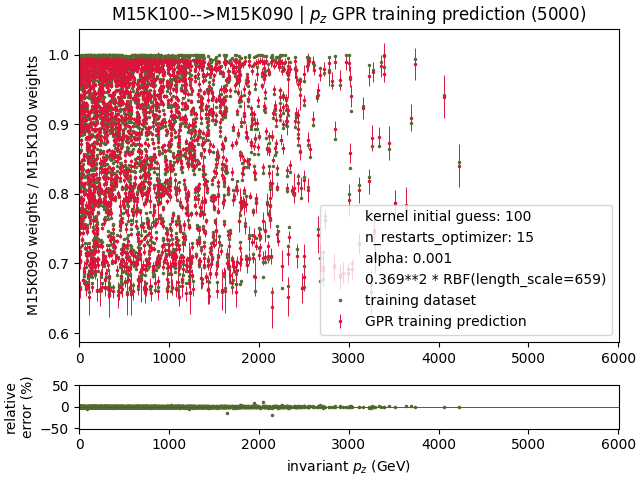 M15K100-->M15K090 | p_z GPR training prediction (5000)
M15K090 weights / M15K100 weights
1.0
0.9
0.8
0.7
0.6
kernel initial guess: 100
n_restarts_optimizer: 15
alpha: 0.001
0.369**2 * RBF(length_scale=659)
training dataset
GPR training prediction
0 1000 2000 3000 4000 5000 6000
relative
error (%)
50
0
−50
0 1000 2000 3000 4000 5000 6000
invariant p_z (GeV)